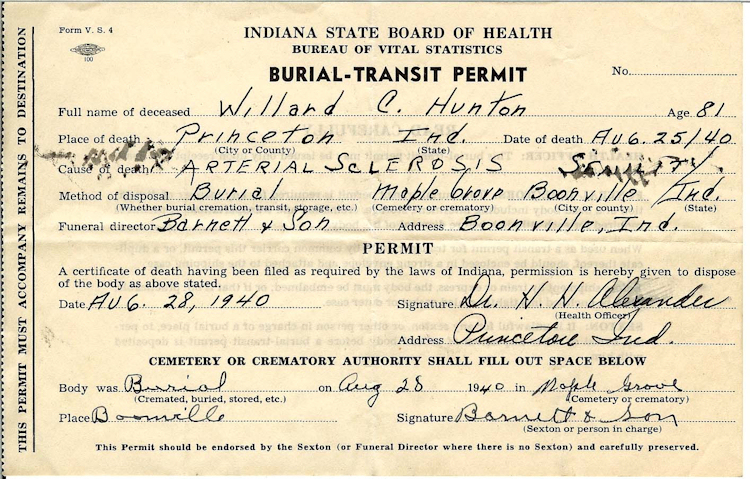 Form V. S. 4
100
INDIANA STATE BOARD OF HEALTH
BUREAU OF VITAL STATISTICS
BURIAL-TRANSIT PERMIT
No.
Full name of deceased Willard C. Hunton Age 81
Place of death Princeton Ind. Date of death Aug. 25/40
(City or County) (State)
Cause of death ARTERIAL SCLEROSIS Senility
Method of disposal Burial Maple Grove Boonville Ind.
(Whether burial, cremation, transit, storage, etc.) (Cemetery or crematory) (City or county) (State)
Funeral director Barnett & Son Address Boonville, Ind.
PERMIT
A certificate of death having been filed as required by the laws of Indiana, permission is hereby given to dispose
of the body as above stated.
Date AUG. 28, 1940 Signature Dr. H. H. Alexander
(Health Officer)
Address Princeton Ind.
CEMETERY OR CREMATORY AUTHORITY SHALL FILL OUT SPACE BELOW
Body was Burial on Aug 28 1940 in Maple Grove
(Cremated, buried, stored, etc.) (Cemetery or crematory)
Place Boonville Signature Barnett & Son
(Sexton or person in charge)
This Permit should be endorsed by the Sexton (or Funeral Director where there is no Sexton) and carefully preserved.
THIS PERMIT MUST ACCOMPANY REMAINS TO DESTINATION